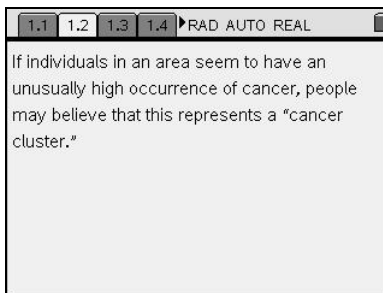 1.1 1.2 1.3 1.4 RAD AUTO REAL
If individuals in an area seem to have an
unusually high occurrence of cancer, people
may believe that this represents a "cancer
cluster."